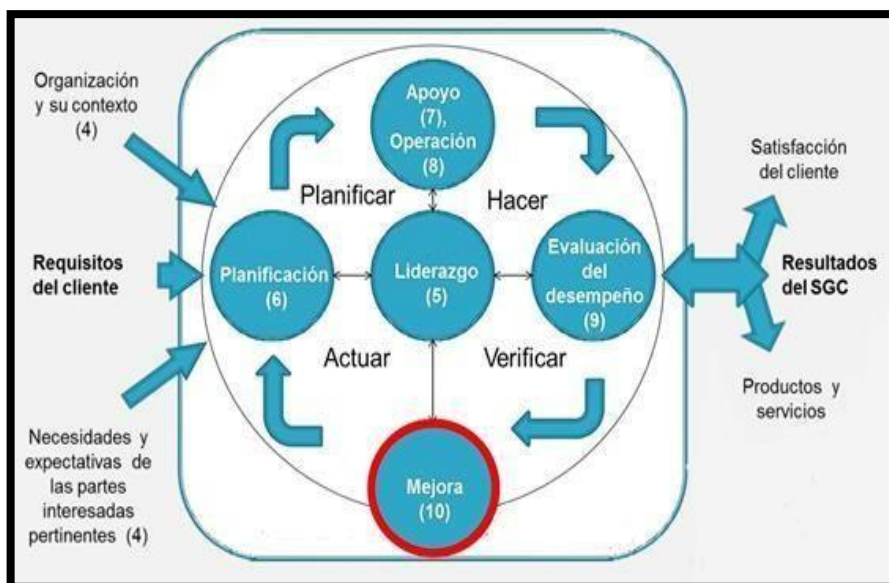 Organización
y su contexto
(4)
Requisitos
del cliente
Necesidades y
expectativas de
las partes
interesadas
pertinentes (4)
Apoyo
(7),
Operación
(8)
Planificar
Hacer
Planificación
(6)
Liderazgo
(5)
Evaluación
del
desempeño
(9)
Actuar
Verificar
Mejora
(10)
Satisfacción
del cliente
Resultados
del SGC
Productos y
servicios